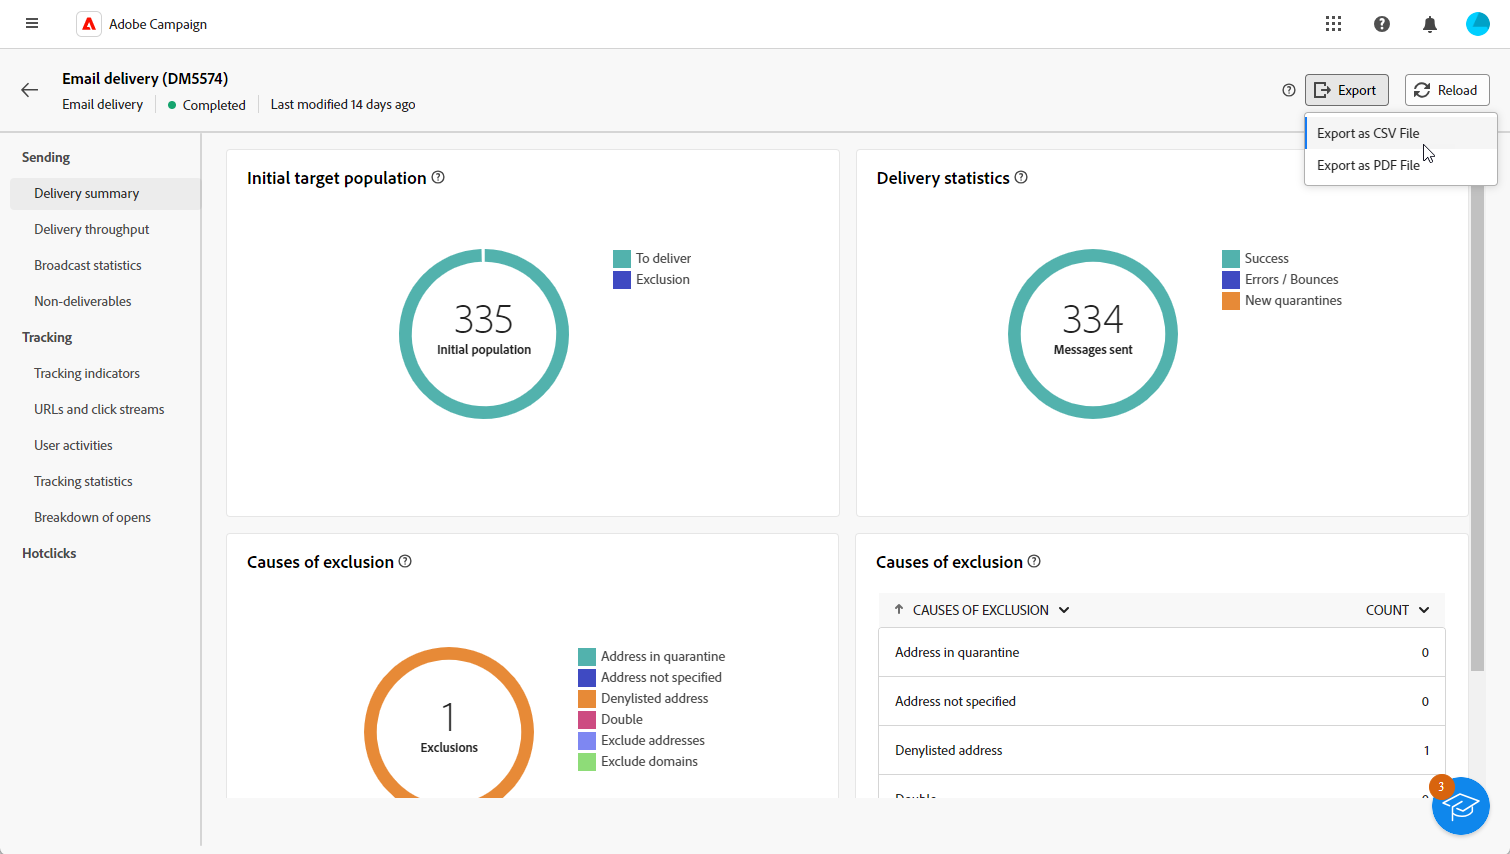 Adobe Campaign
Email delivery (DM5574)
Email delivery
Completed
Last modified 14 days ago
Export
Reload
Export as CSV File
Export as PDF File
Sending
Delivery summary
Delivery throughput
Broadcast statistics
Non-deliverables
Tracking
Tracking indicators
URLs and click streams
User activities
Tracking statistics
Breakdown of opens
Hotclicks
Initial target population
335
Initial population
To deliver
Exclusion
Delivery statistics
334
Messages sent
Success
Errors / Bounces
New quarantines
Causes of exclusion
1
Exclusions
Address in quarantine
Address not specified
Denylisted address
Double
Exclude addresses
Exclude domains
Causes of exclusion
CAUSES OF EXCLUSION COUNT
Address in quarantine 0
Address not specified 0
Denylisted address 1
Double
3